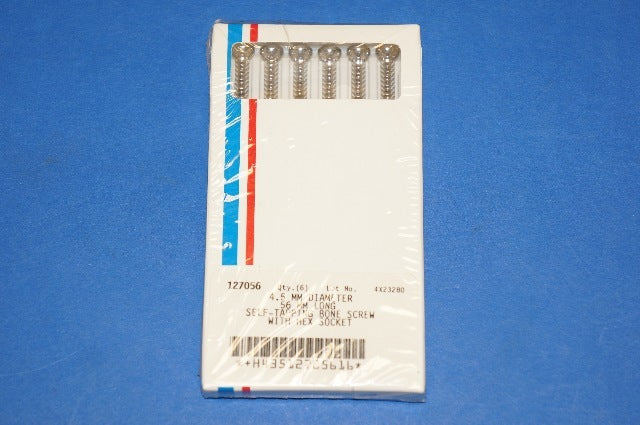 127056 Qty.(6) Lot No. 4X23280
4.5 MM DIAMETER
56 MM LONG
SELF-TAPPING BONE SCREW
WITH HEX SOCKET